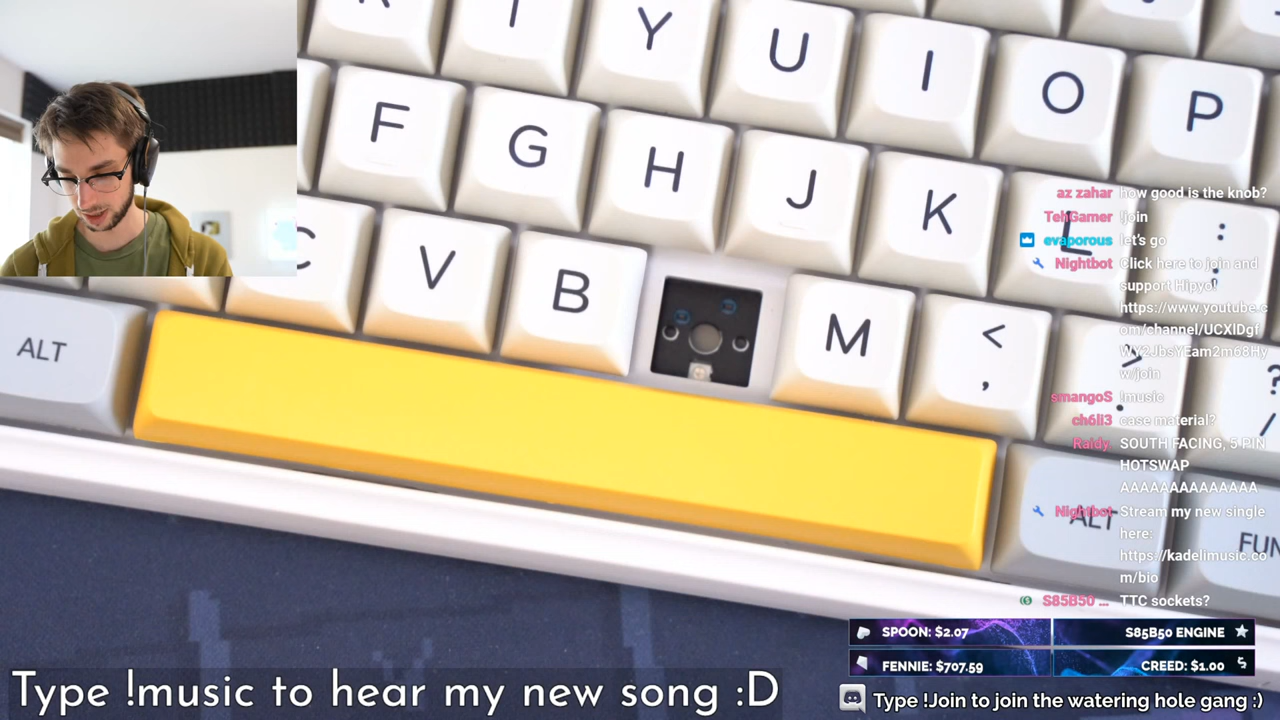 Y U I O P
F G H J K L :
;
C V B M < >
, .
?
/
ALT
ALT
FUN
az zahar how good is the knob?
TehGamer !join
evaporous let's go
Nightbot Click here to join and
support Hipyo!
https://www.youtube.c
om/channel/UCXlDgf
WY2JbsYEam2m68Hy
w/join
smangoS !music
ch6li3 case material?
Raldy. SOUTH FACING, 5 PIN
HOTSWAP
AAAAAAAAAAAAAA
Nightbot Stream my new single
here:
https://kadelimusic.co
m/bio
S85B50 ... TTC sockets?
SPOON: $2.07 S85B50 ENGINE
FENNIE: $707.59 CREED: $1.00
Type !music to hear my new song :D
Type !Join to join the watering hole gang :)